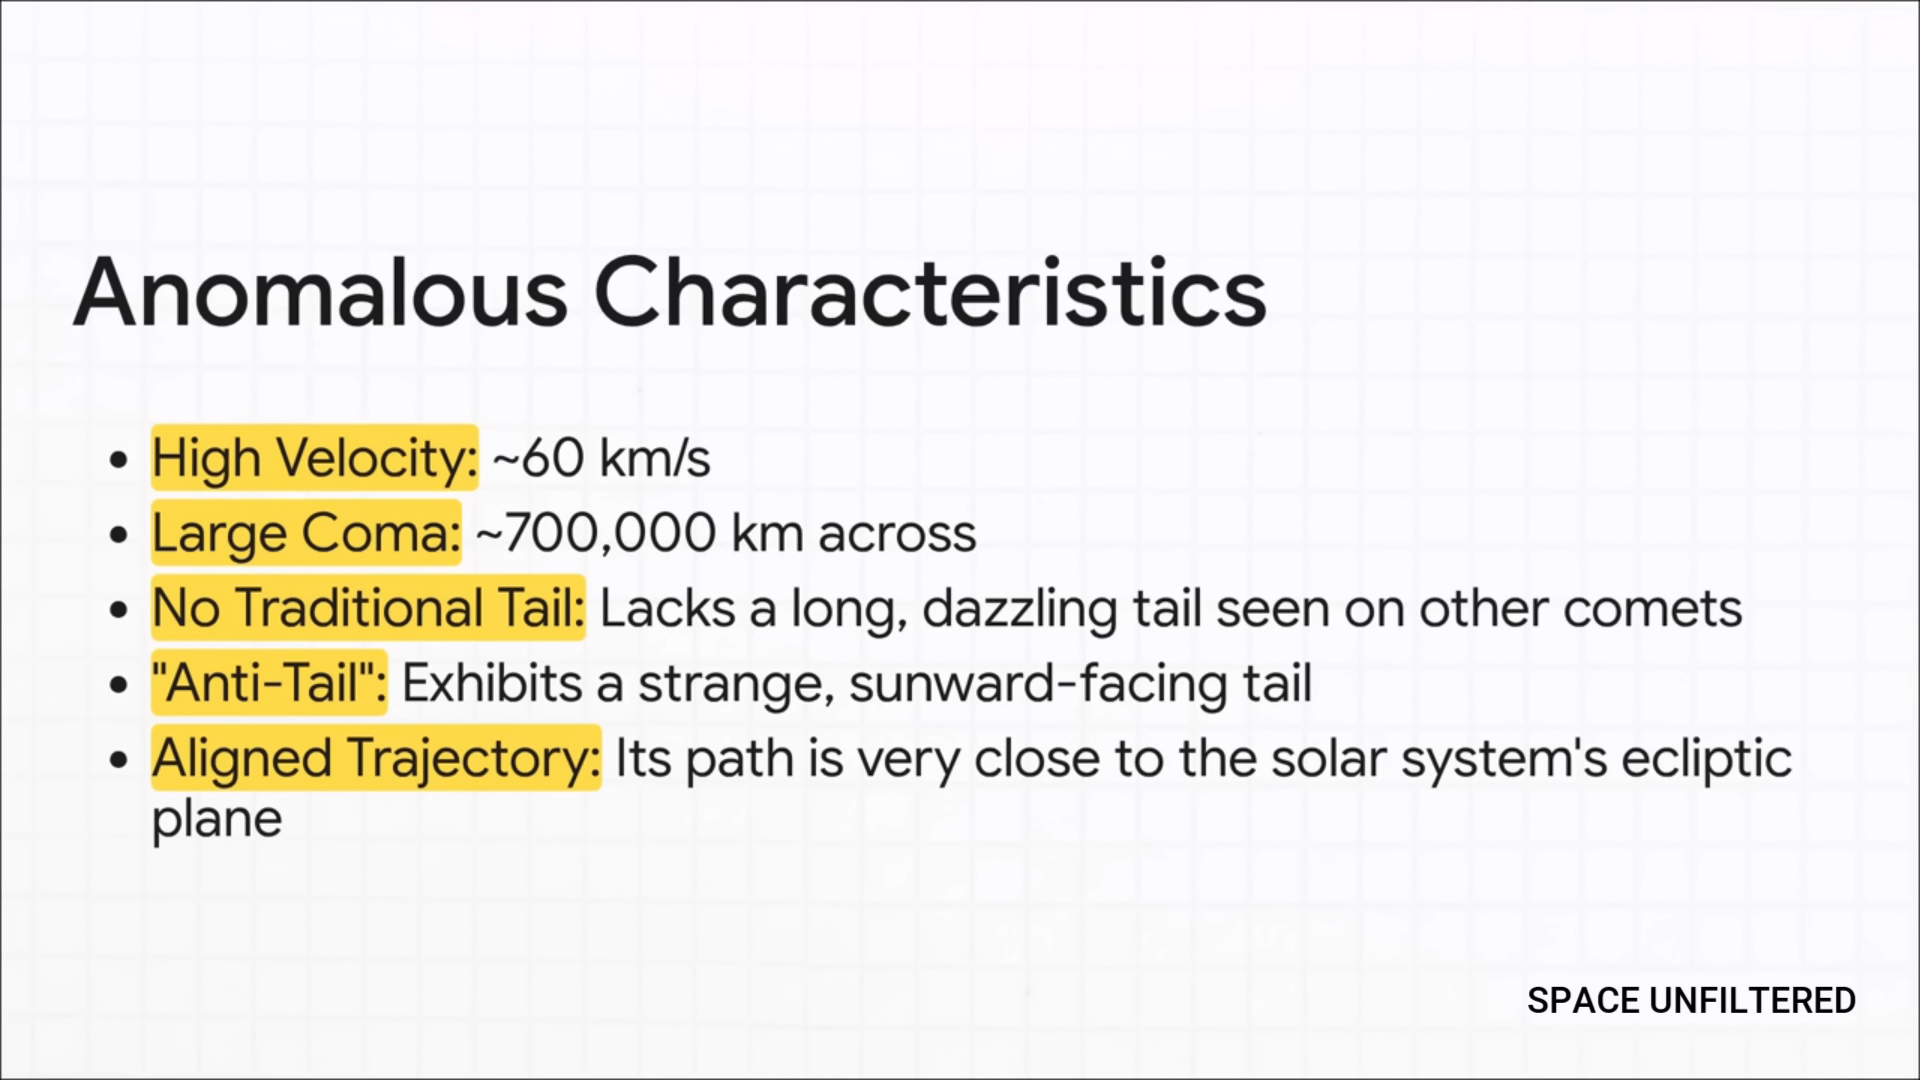 Anomalous Characteristics
• High Velocity: ~60 km/s
• Large Coma: ~700,000 km across
• No Traditional Tail: Lacks a long, dazzling tail seen on other comets
• "Anti-Tail": Exhibits a strange, sunward-facing tail
• Aligned Trajectory: Its path is very close to the solar system's ecliptic
plane
SPACE UNFILTERED